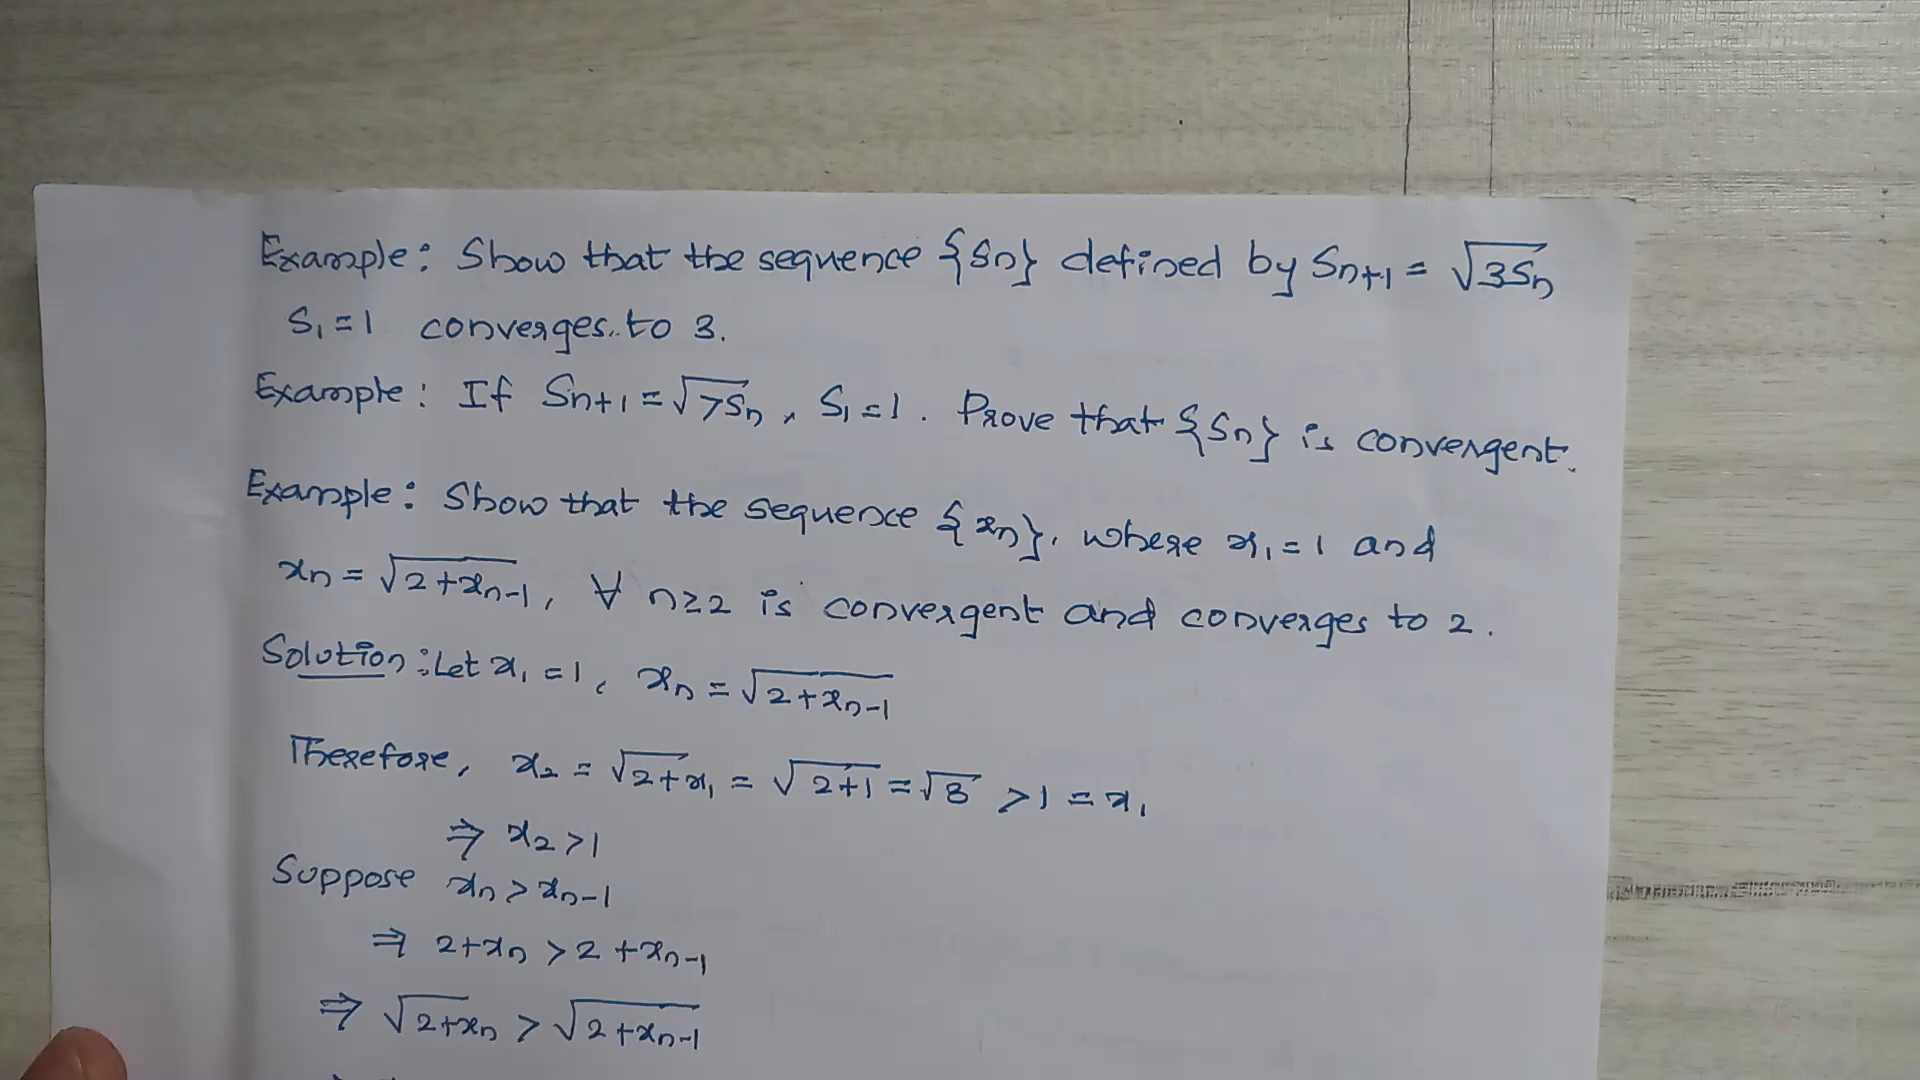 Example: Show that the sequence {Sn} defined by Sn+1 = √3Sn
S1 = 1 converges to 3.
Example: If Sn+1 = √7Sn, S1 = 1. Prove that {Sn} is convergent.
Example: Show that the sequence {xn}, where x1 = 1 and
xn = √2+xn-1, ∀ n≥2 is convergent and converges to 2.
Solution: Let x1 = 1, xn = √2+xn-1
Therefore, x2 = √2+x1 = √2+1 = √3 > 1 = x1
⇒ x2 > 1
Suppose xn > xn-1
⇒ 2+xn > 2+xn-1
⇒ √2+xn > √2+xn-1